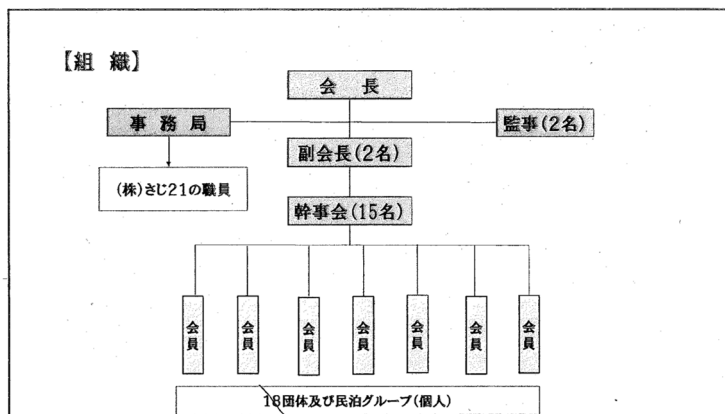 【組 織】
会 長
事 務 局
監事(2名)
副会長(2名)
(株)さじ21の職員
幹事会(15名)
会員
会員
会員
会員
会員
会員
会員
18団体及び民泊グループ(個人)